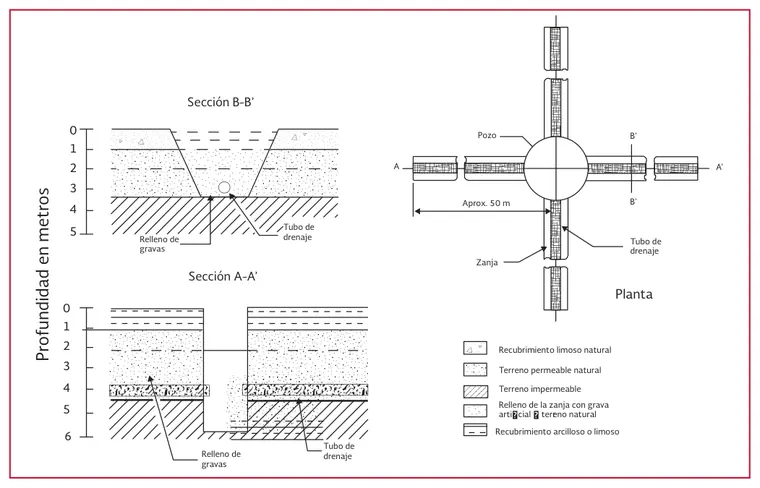 Sección B-B'
Profundidad en metros
0
1
2
3
4
5
Relleno de
gravas
Tubo de
drenaje
Sección A-A'
0
1
2
3
4
5
6
Relleno de
gravas
Tubo de
drenaje
Pozo
B'
A
A'
B'
Aprox. 50 m
Zanja
Tubo de
drenaje
Planta
Recubrimiento limoso natural
Terreno permeable natural
Terreno impermeable
Relleno de la zanja con grava
arti�cial � tereno natural
Recubrimiento arcilloso o limoso